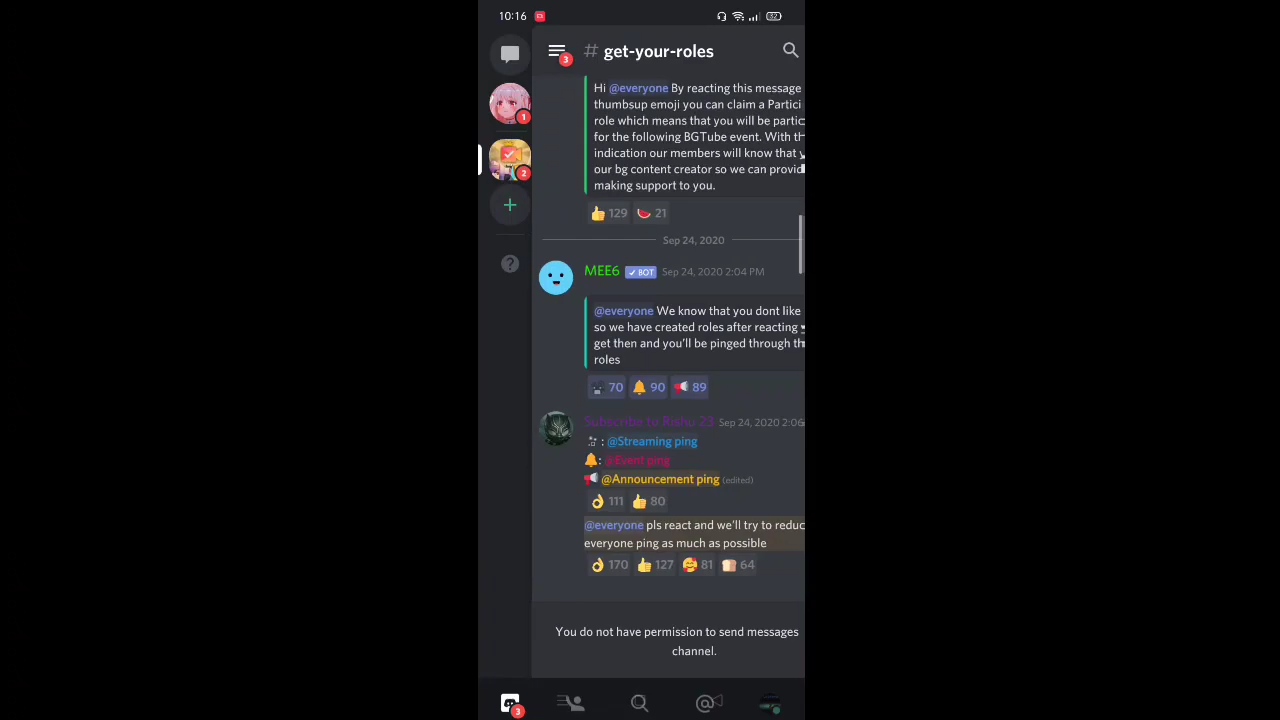 10:16
32
3
# get-your-roles
1
2
Hi @everyone By reacting this message
thumbsup emoji you can claim a Partici
role which means that you will be partic
for the following BGTube event. With th
indication our members will know that y
our bg content creator so we can provid
making support to you.
👍 129 🍉 21
Sep 24, 2020
MEE6 ✔ BOT Sep 24, 2020 2:04 PM
@everyone We know that you dont like
so we have created roles after reacting
get then and you'll be pinged through th
roles
70 🔔 90 📢 89
Subscribe to Rishu 23 Sep 24, 2020 2:06
: @Streaming ping
🔔: @Event ping
📢 @Announcement ping (edited)
👌 111 👍 80
@everyone pls react and we'll try to reduc
everyone ping as much as possible
👌 170 👍 127 🥰 81 🍞 64
You do not have permission to send messages
channel.
3